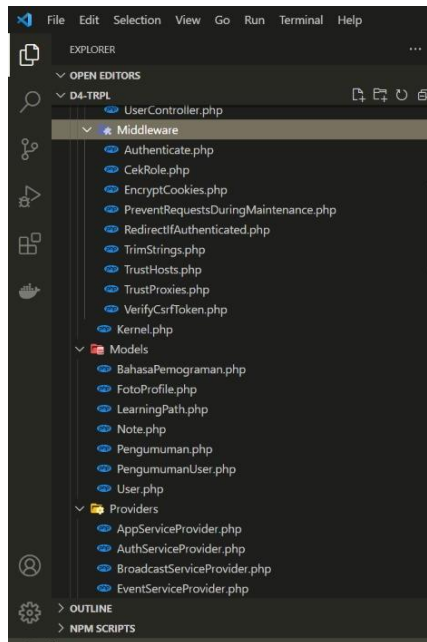 File Edit Selection View Go Run Terminal Help
EXPLORER
OPEN EDITORS
D4-TRPL
UserController.php
Middleware
Authenticate.php
CekRole.php
EncryptCookies.php
PreventRequestsDuringMaintenance.php
RedirectIfAuthenticated.php
TrimStrings.php
TrustHosts.php
TrustProxies.php
VerifyCsrfToken.php
Kernel.php
Models
BahasaPemograman.php
FotoProfile.php
LearningPath.php
Note.php
Pengumuman.php
PengumumanUser.php
User.php
Providers
AppServiceProvider.php
AuthServiceProvider.php
BroadcastServiceProvider.php
EventServiceProvider.php
OUTLINE
NPM SCRIPTS